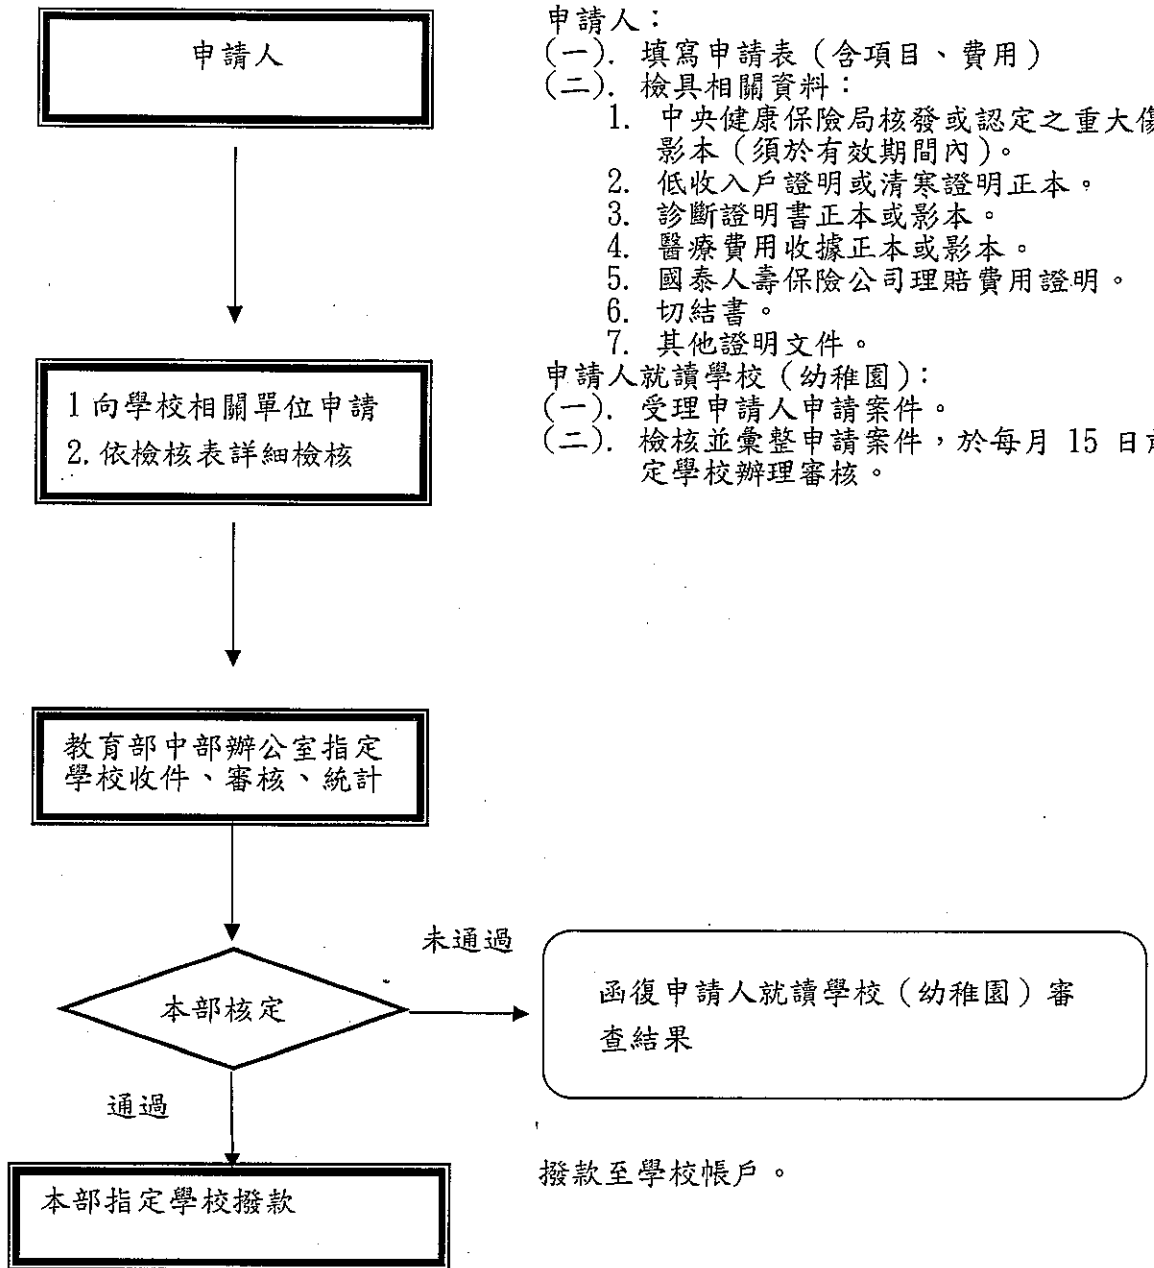 申請人
申請人：
(一). 填寫申請表（含項目、費用）
(二). 檢具相關資料：
1. 中央健康保險局核發或認定之重大傷
影本（須於有效期間內）。
2. 低收入戶證明或清寒證明正本。
3. 診斷證明書正本或影本。
4. 醫療費用收據正本或影本。
5. 國泰人壽保險公司理賠費用證明。
6. 切結書。
7. 其他證明文件。
1 向學校相關單位申請
2. 依檢核表詳細檢核
申請人就讀學校（幼稚園）：
(一). 受理申請人申請案件。
(二). 檢核並彙整申請案件，於每月 15 日
定學校辦理審核。
教育部中部辦公室指定
學校收件、審核、統計
本部核定
未通過
函復申請人就讀學校（幼稚園）審
查結果
通過
本部指定學校撥款
撥款至學校帳戶。